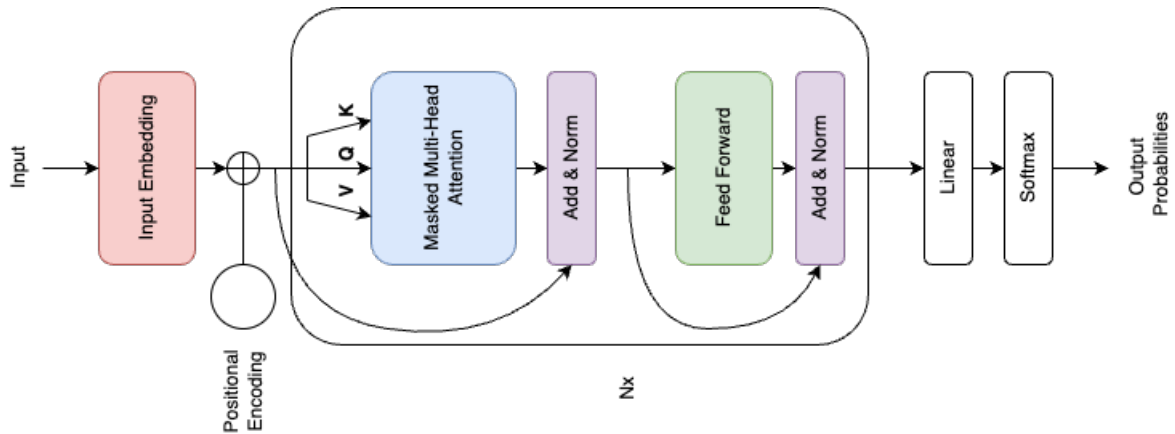 Input
Input Embedding
Positional
Encoding
V
Q
K
Masked Multi-Head
Attention
Add & Norm
Nx
Feed Forward
Add & Norm
Linear
Softmax
Output
Probabilities